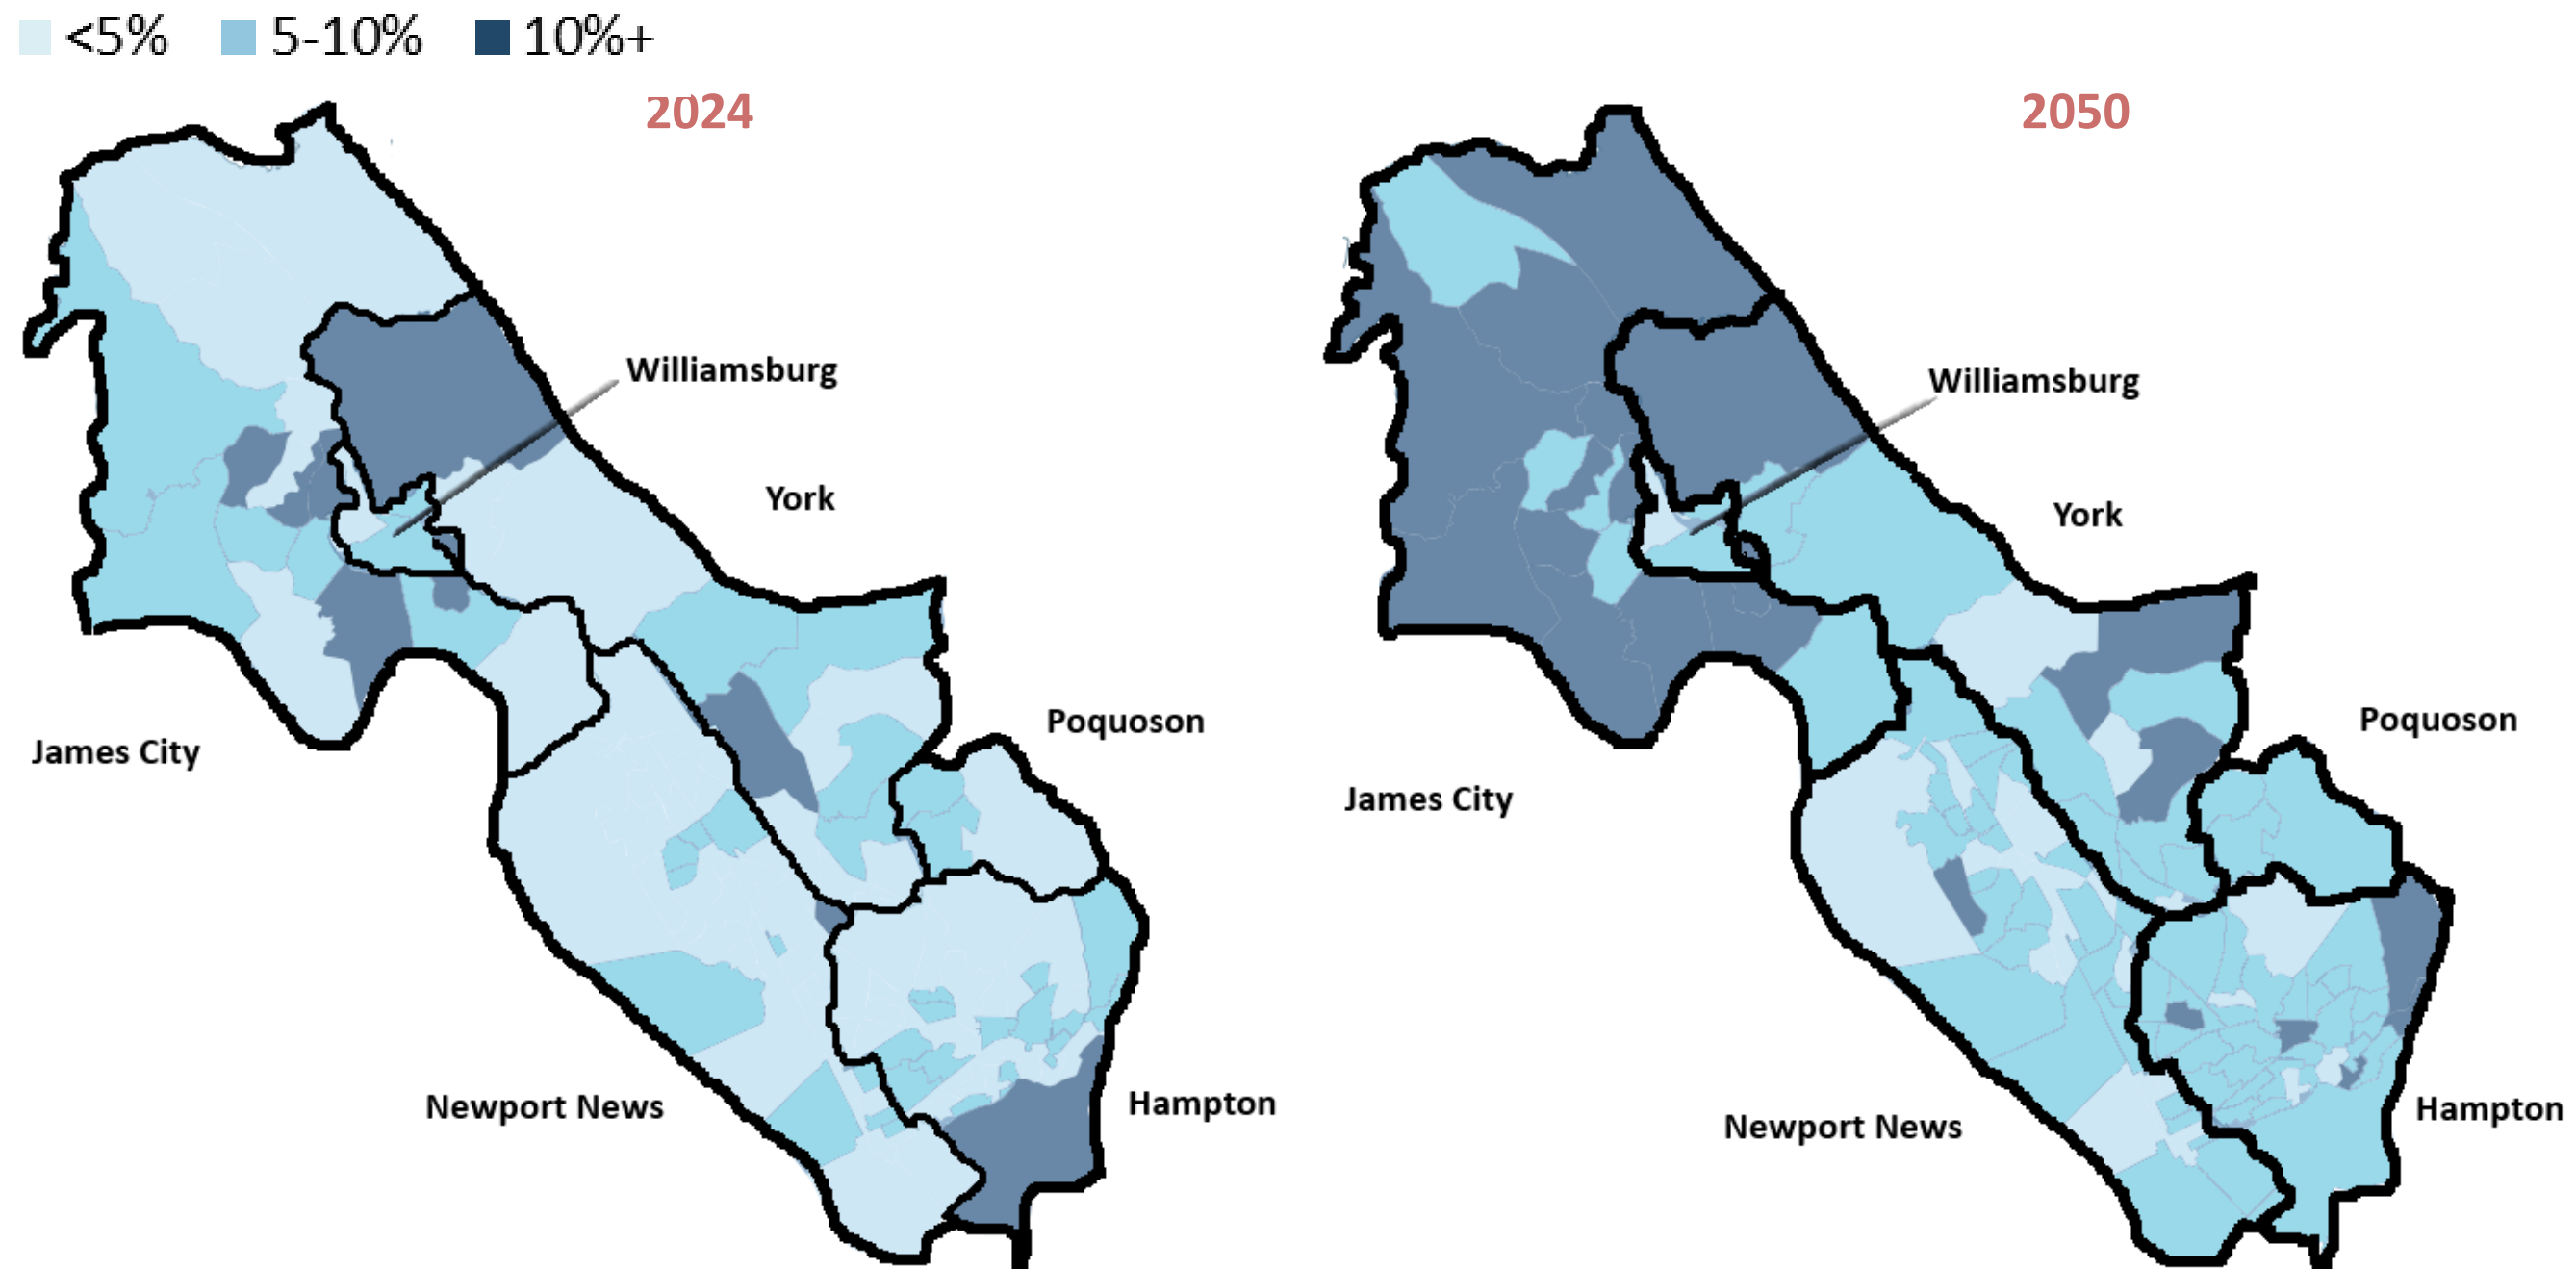 <5% 5-10% 10%+
2024
2050
Williamsburg
York
Poquoson
James City
Newport News
Hampton
Williamsburg
York
Poquoson
James City
Newport News
Hampton